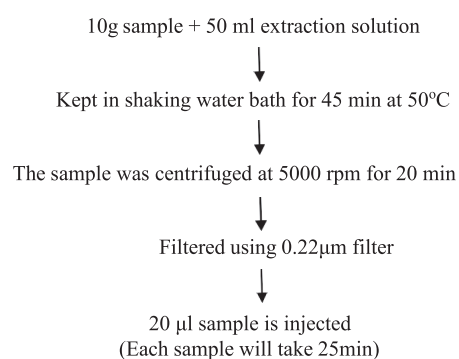 10g sample + 50 ml extraction solution
Kept in shaking water bath for 45 min at 50ºC
The sample was centrifuged at 5000 rpm for 20 min
Filtered using 0.22μm filter
20 μl sample is injected
(Each sample will take 25min)